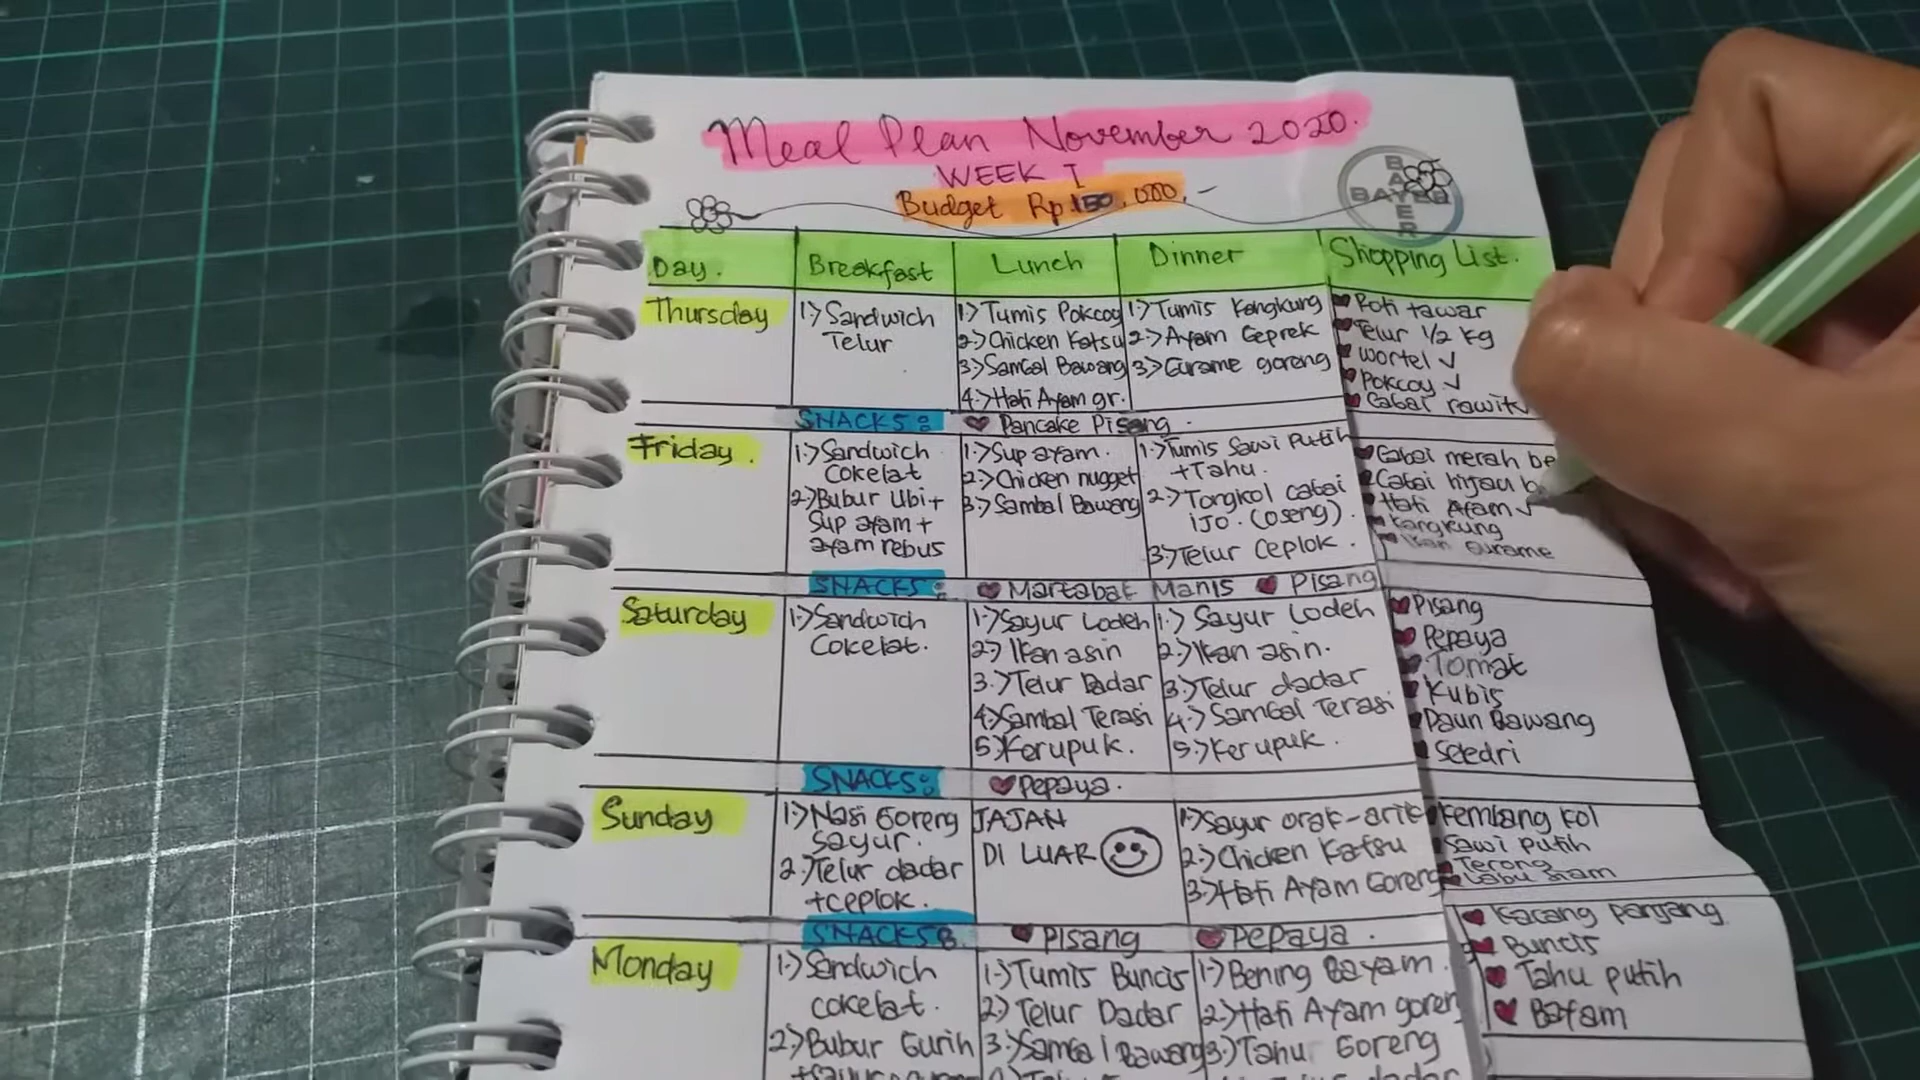 Meal Plan November 2020.
WEEK I
Budget Rp 150.000,-
BAYER
BAYER
Day.
Breakfast
Lunch
Dinner
Shopping List.
Thursday
1.) Sandwich
Telur
1.) Tumis Pokcoy
2.) Chicken Katsu
3.) Sambal Bawang
4.) Hati Ayam gr.
1.) Tumis Kangkung
2.) Ayam Geprek
3.) Gurame goreng
Roti tawar
Telur 1/2 kg
Wortel ✓
Pokcoy ✓
Cabai rawit ✓
SNACKS : Pancake Pisang .
Friday .
1.) Sandwich
Cokelat
2.) Bubur Ubi +
Sup ayam +
ayam rebus
1.) Sup ayam.
2.) Chicken nugget
3.) Sambal Bawang
1.) Tumis Sawi Putih
+ Tahu .
2.) Tongkol cabai
ijo. (oseng) .
3.) Telur Ceplok .
Cabai merah be
Cabai hijau b
Hati Ayam ✓
Kangkung
Ikan Gurame
SNACKS : Martabak Manis Pisang
Saturday
1.) Sandwich
Cokelat.
1.) Sayur Lodeh
2.) Ikan asin
3.) Telur Dadar
4.) Sambal Terasi
5.) Kerupuk .
1.) Sayur Lodeh
2.) Ikan asin.
3.) Telur dadar
4.) Sambal Terasi
5.) Kerupuk .
Pisang
Pepaya
Tomat
Kubis
Daun Bawang
Seledri
SNACKS : Pepaya .
Sunday
1.) Nasi Goreng
sayur.
2.) Telur dadar
+ ceplok .
JAJAN
DI LUAR
1.) Sayur orak-arik
2.) Chicken Katsu
3.) Hati Ayam Goreng
Kembang kol
Sawi putih
Terong
Labu siam
SNACKS : Pisang Pepaya .
Monday
1.) Sandwich
cokelat .
2.) Bubur Gurih
1.) Tumis Buncis
2.) Telur Dadar
3.) Sambal Bawang
1.) Bening Bayam .
2.) Hati Ayam goreng
3.) Tahu Goreng
Kacang panjang
Buncis
Tahu putih
Bayam